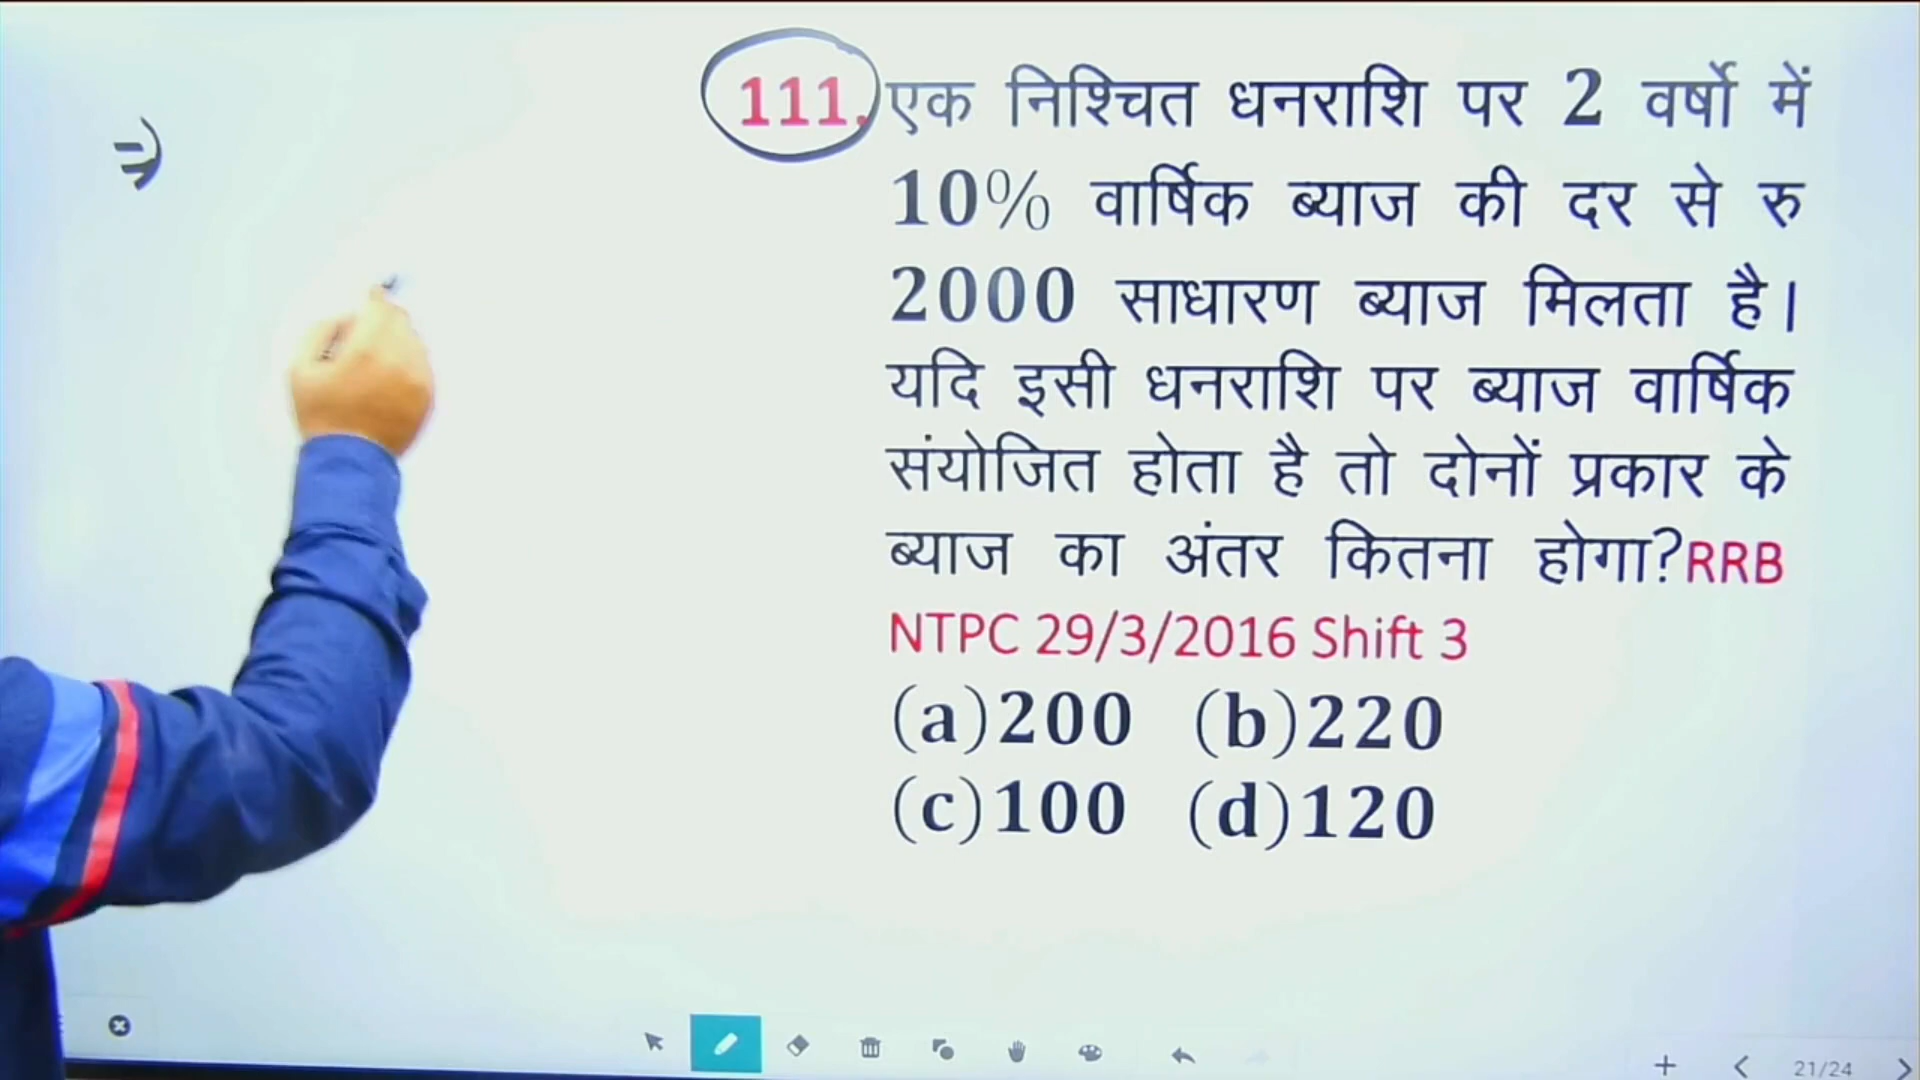 111. एक निश्चित धनराशि पर 2 वर्षो में
10% वार्षिक ब्याज की दर से रु
2000 साधारण ब्याज मिलता है।
यदि इसी धनराशि पर ब्याज वार्षिक
संयोजित होता है तो दोनों प्रकार के
ब्याज का अंतर कितना होगा?RRB
NTPC 29/3/2016 Shift 3
(a)200 (b)220
(c)100 (d)120
21/24